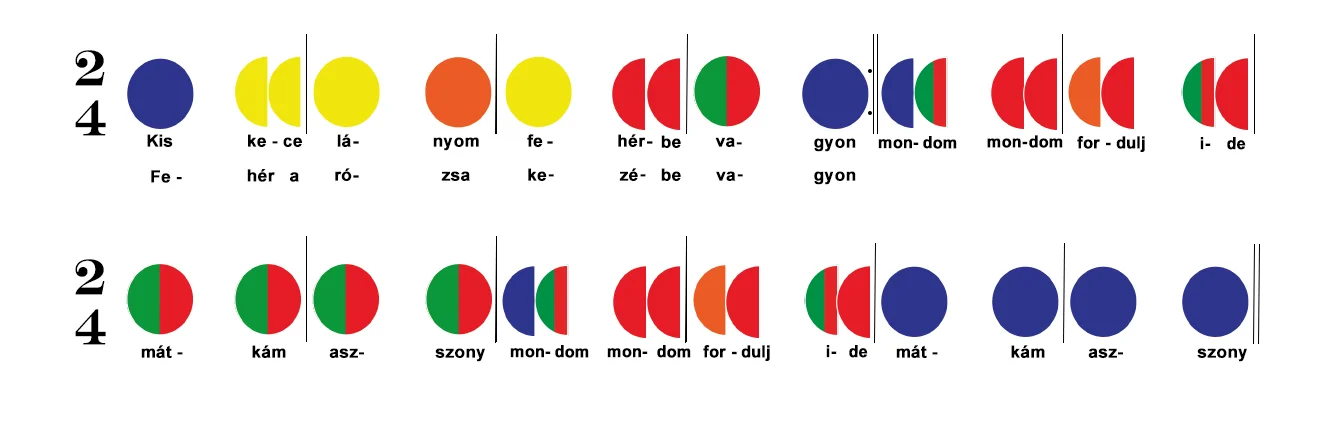 2
4
Kis ke - ce lá- nyom fe - hér- be va- gyon mon- dom mon-dom for - dulj i- de
Fe - hér a ró- zsa ke- zé- be va- gyon
2
4
mát - kám asz- szony mon- dom mon- dom for - dulj i- de mát - kám asz- szony